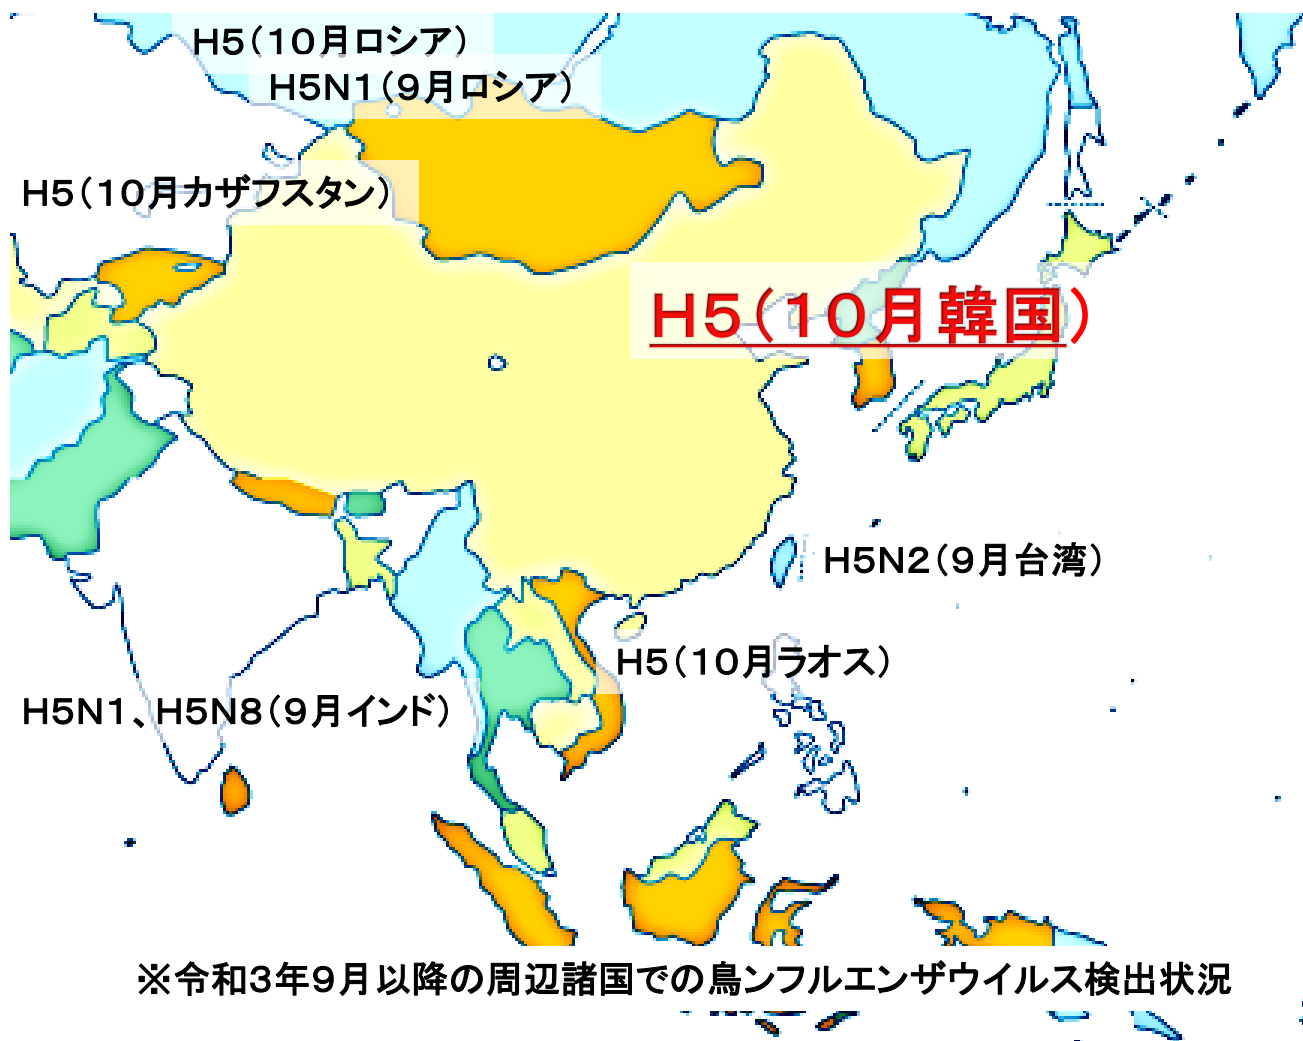 H5（10月ロシア）
H5N1（9月ロシア）
H5（10月カザフスタン）
H5（10月韓国）
H5N2（9月台湾）
H5（10月ラオス）
H5N1、H5N8（9月インド）
※令和3年9月以降の周辺諸国での鳥ンフルエンザウイルス検出状況